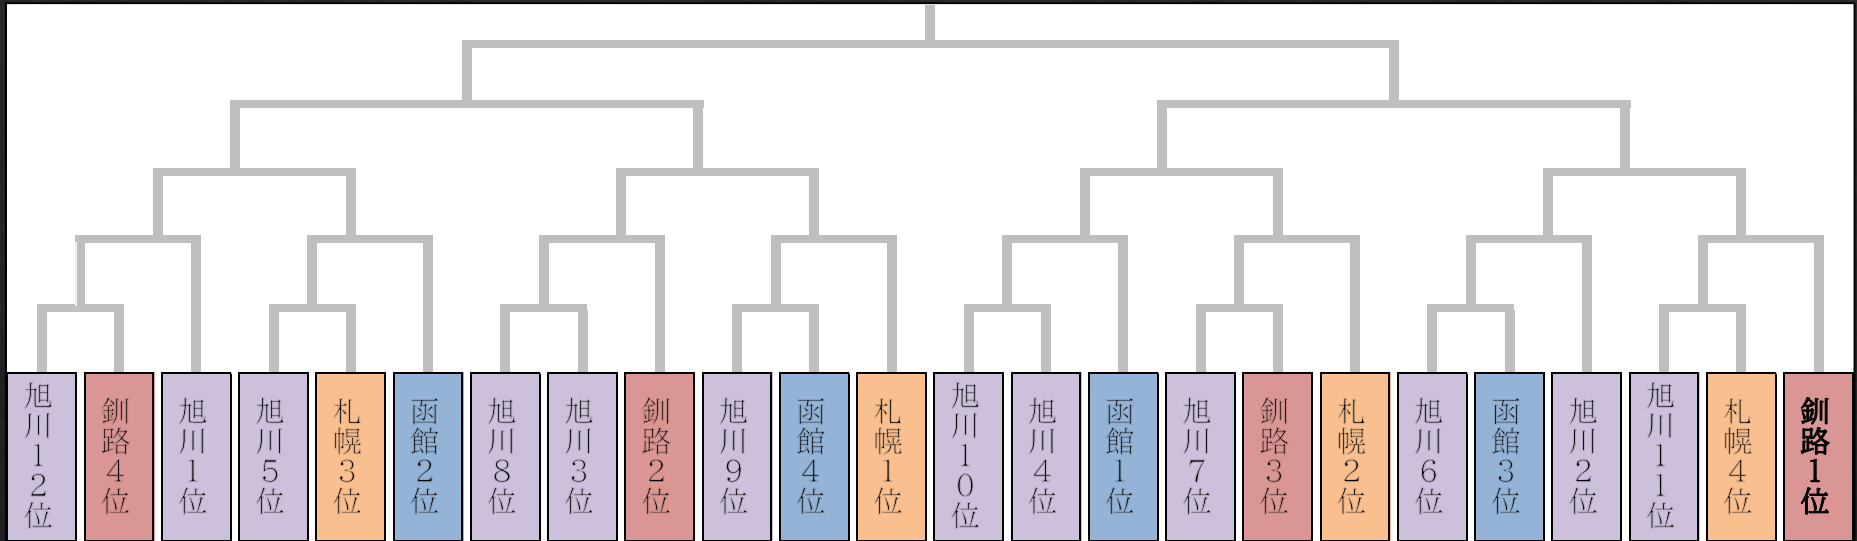 旭川12位
釧路4位
旭川1位
旭川5位
札幌3位
函館2位
旭川8位
旭川3位
釧路2位
旭川9位
函館4位
札幌1位
旭川10位
旭川4位
函館1位
旭川7位
釧路3位
札幌2位
旭川6位
函館3位
旭川2位
旭川11位
札幌4位
釧路1位